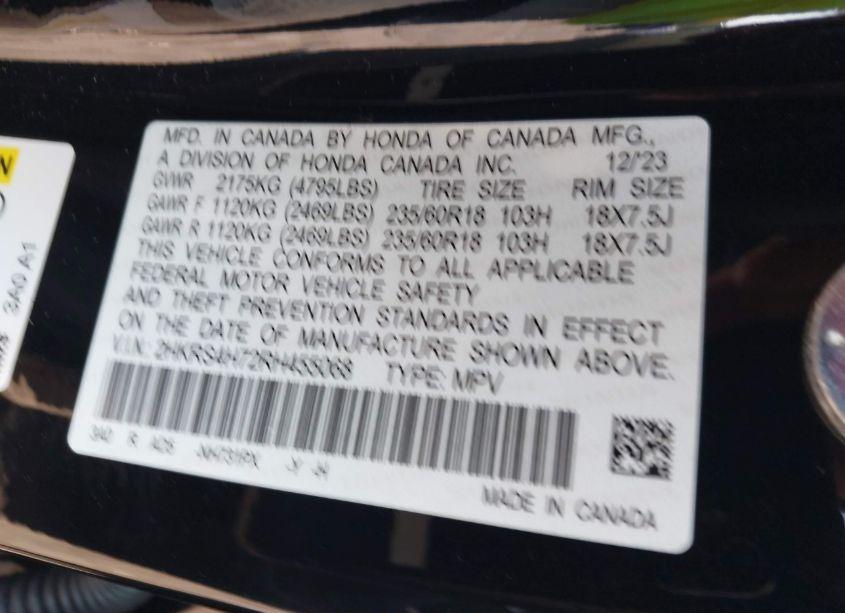 MFD. IN CANADA BY HONDA OF CANADA MFG.,
A DIVISION OF HONDA CANADA INC. 12/'23
GVWR 2175KG (4795LBS) TIRE SIZE RIM SIZE
GAWR F 1120KG (2469LBS) 235/60R18 103H 18X7.5J
GAWR R 1120KG (2469LBS) 235/60R18 103H 18X7.5J
THIS VEHICLE CONFORMS TO ALL APPLICABLE
FEDERAL MOTOR VEHICLE SAFETY
AND THEFT PREVENTION STANDARDS IN EFFECT
ON THE DATE OF MANUFACTURE SHOWN ABOVE.
V.I.N.: TYPE: MPV
3A0 R
MADE IN CANADA
N
3A0 A1